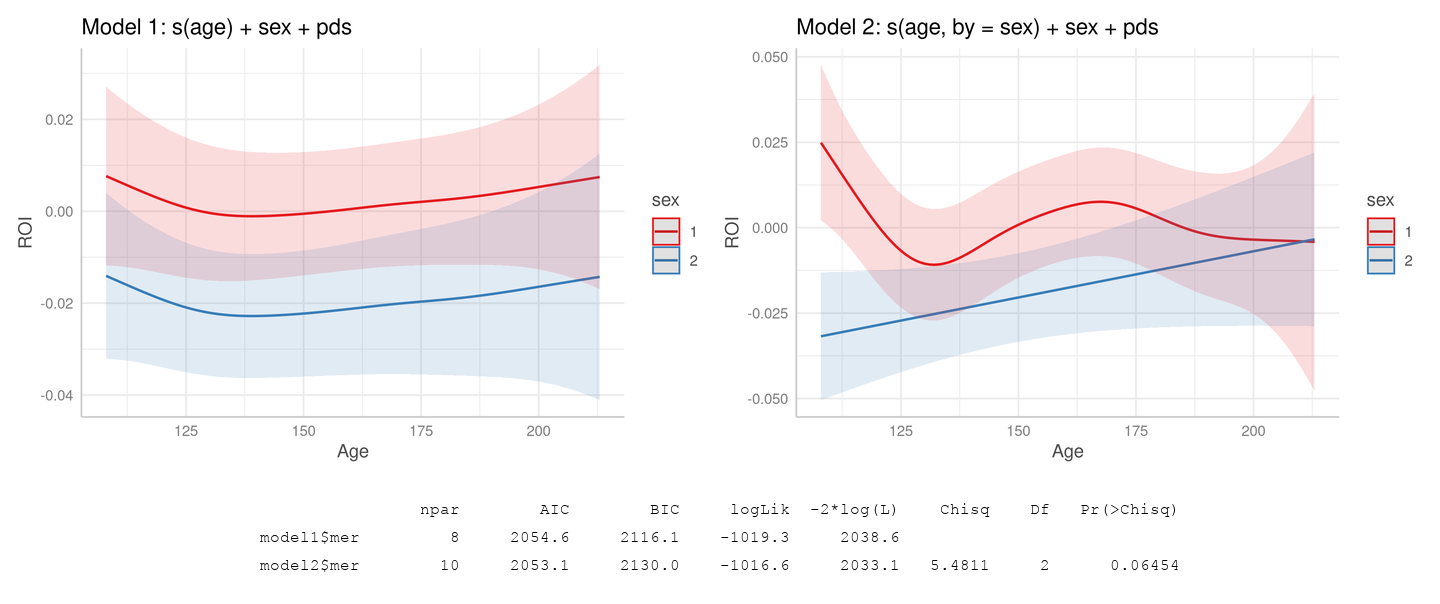 Model 1: s(age) + sex + pds
0.02
0.00
-0.02
-0.04
ROI
125 150 175 200
Age
sex
1
2
Model 2: s(age, by = sex) + sex + pds
0.050
0.025
0.000
-0.025
-0.050
ROI
125 150 175 200
Age
sex
1
2
npar AIC BIC logLik -2*log(L) Chisq Df Pr(>Chisq)
model1$mer 8 2054.6 2116.1 -1019.3 2038.6
model2$mer 10 2053.1 2130.0 -1016.6 2033.1 5.4811 2 0.06454